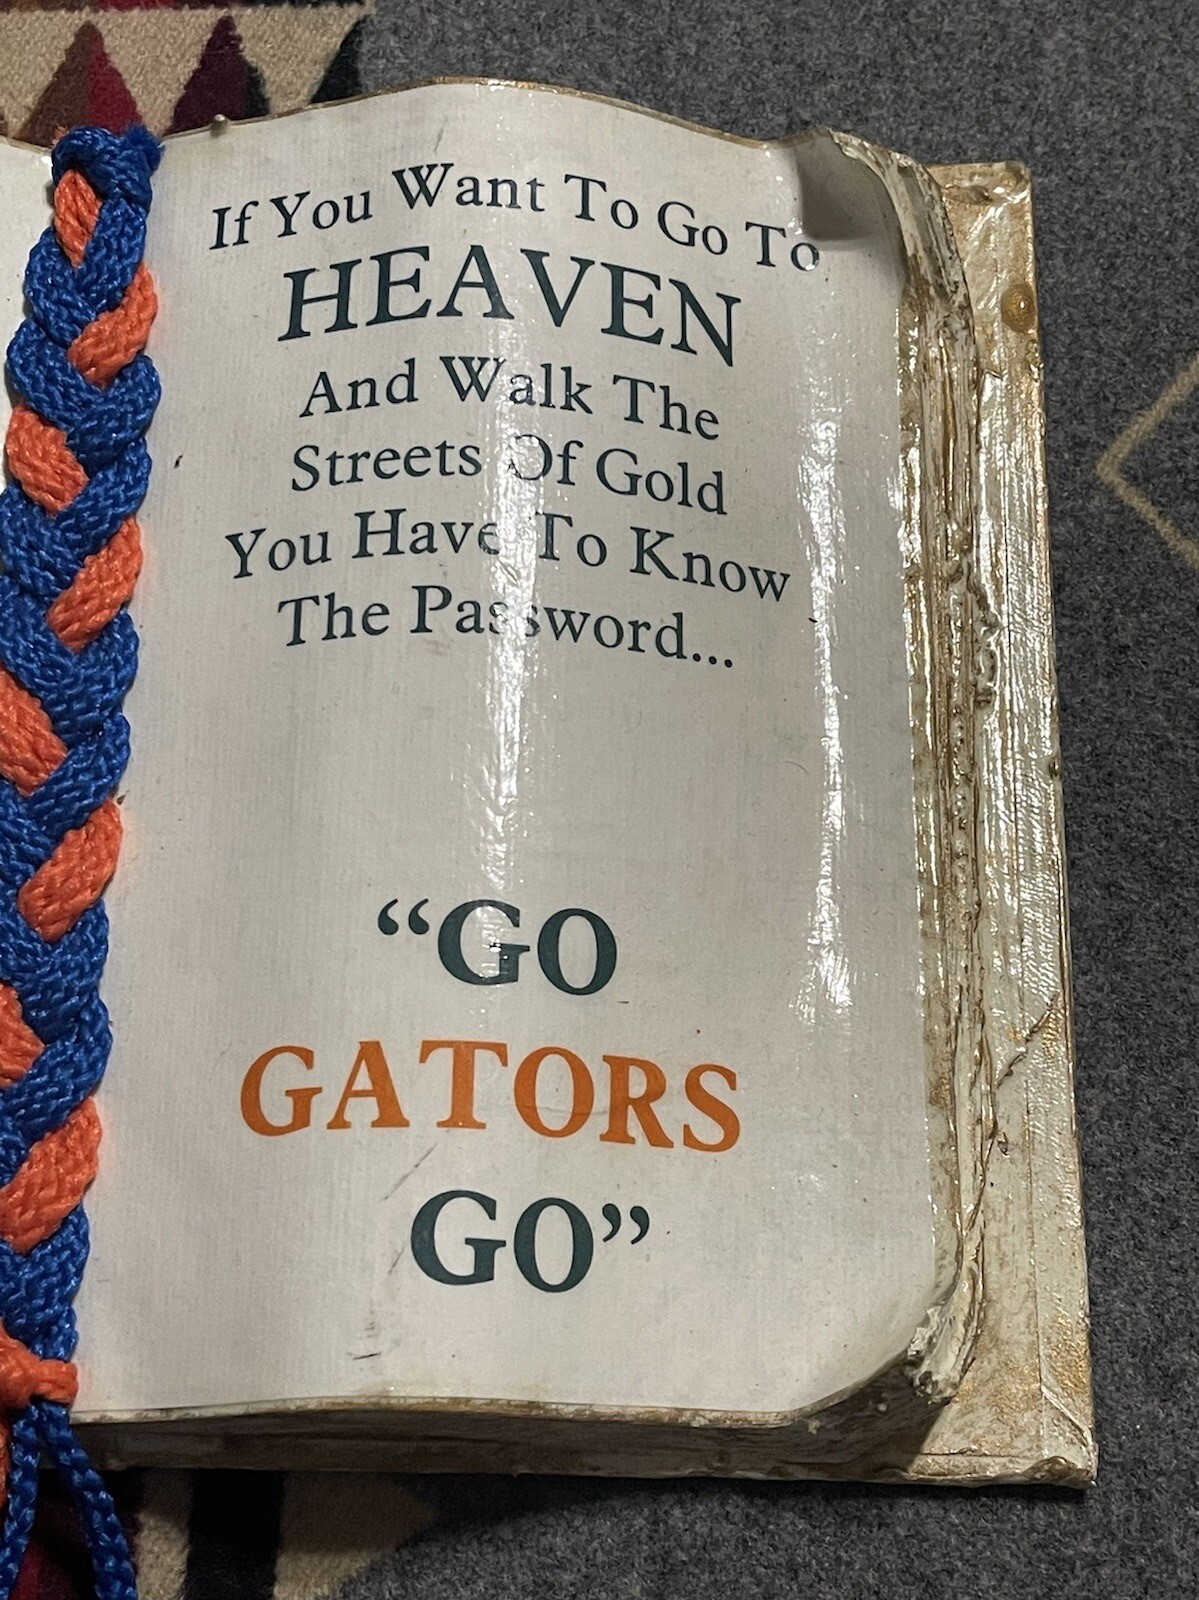 If You Want To Go To
HEAVEN
And Walk The
Streets Of Gold
You Have To Know
The Password...
“GO
GATORS
GO”